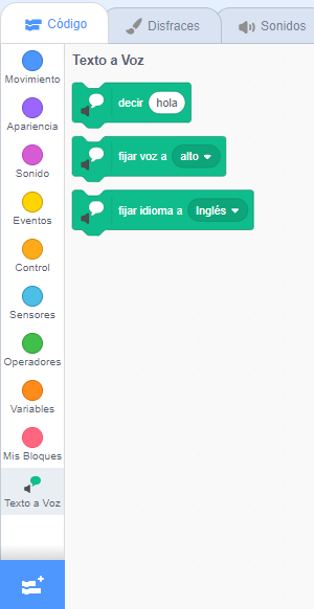 Código
Disfraces
Sonidos
Movimiento
Apariencia
Sonido
Eventos
Control
Sensores
Operadores
Variables
Mis Bloques
Texto a Voz
Texto a Voz
decir hola
fijar voz a alto
fijar idioma a Inglés